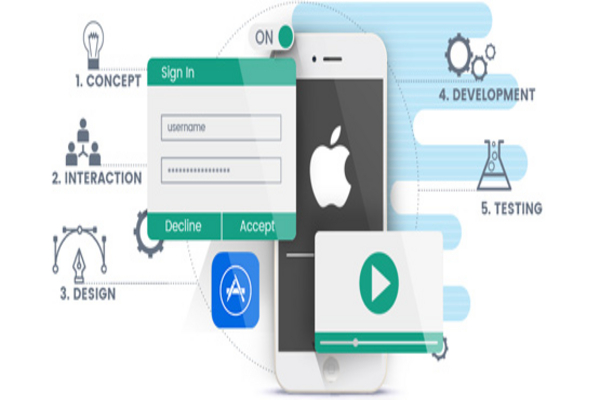 ON
1. CONCEPT
Sign In
username
*****************
Decline
Accept
2. INTERACTION
3. DESIGN
4. DEVELOPMENT
5. TESTING